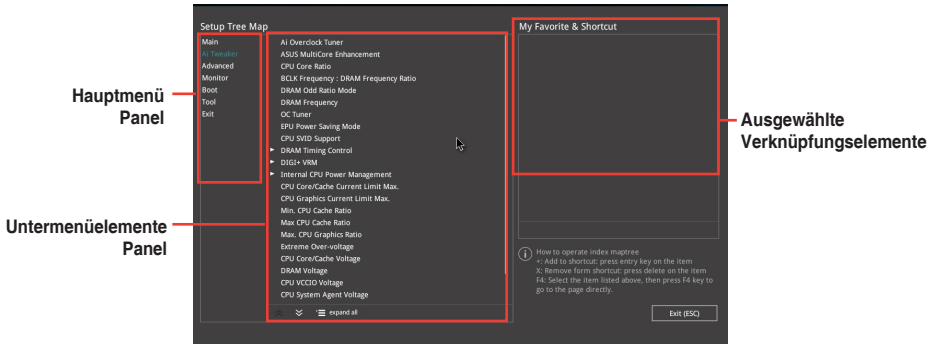 Setup Tree Map
Main
Ai Tweaker
Advanced
Monitor
Boot
Tool
Exit
Ai Overclock Tuner
ASUS MultiCore Enhancement
CPU Core Ratio
BCLK Frequency : DRAM Frequency Ratio
DRAM Odd Ratio Mode
DRAM Frequency
OC Tuner
EPU Power Saving Mode
CPU SVID Support
DRAM Timing Control
DIGI+ VRM
Internal CPU Power Management
CPU Core/Cache Current Limit Max.
CPU Graphics Current Limit Max.
Min. CPU Cache Ratio
Max CPU Cache Ratio
Max. CPU Graphics Ratio
Extreme Over-voltage
CPU Core/Cache Voltage
DRAM Voltage
CPU VCCIO Voltage
CPU System Agent Voltage
expand all
My Favorite & Shortcut
How to operate index maptree
+: Add to shortcut: press entry key on the item
X: Remove form shortcut: press delete on the item
F4: Select the item listed above, then press F4 key to
go to the page directly.
Exit (ESC)
Hauptmenü
Panel
Untermenüelemente
Panel
Ausgewählte
Verknüpfungselemente